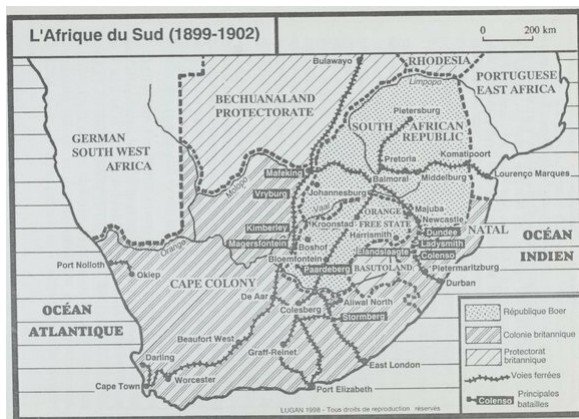 L'Afrique du Sud (1899-1902)
0 200 km
Bulawayo
RHODESIA
Limpopo
PORTUGUESE
EAST AFRICA
BECHUANALAND
PROTECTORATE
Pietersburg
SOUTH AFRICAN
REPUBLIC
GERMAN
SOUTH WEST
AFRICA
Pretoria
Komatipoort
Mafeking
Balmoral
Middelburg
Lourenço Marques
Molopo
Vryburg
Johannesburg
Vaal
Majuba
Newcastle
Kimberley
Kroonstad
ORANGE
FREE STATE
Dundee
NATAL
Magersfontein
Harrismith
Ladysmith
OCÉAN
INDIEN
Orange
Boshof
Elandslaagte
Colenso
Bloemfontein
Paardeberg
BASUTOLAND
Pietermaritzburg
Port Nolloth
Okiep
Durban
CAPE COLONY
De Aar
Aliwal North
Colesberg
Stormberg
OCÉAN
ATLANTIQUE
Beaufort West
Graff-Reinet
Darling
Worcester
East London
Cape Town
Port Elizabeth
République Boer
Colonie britannique
Protectorat
britannique
Voies ferrées
Colenso
Principales
batailles
LUGAN 1998 - Tous droits de reproduction réservés